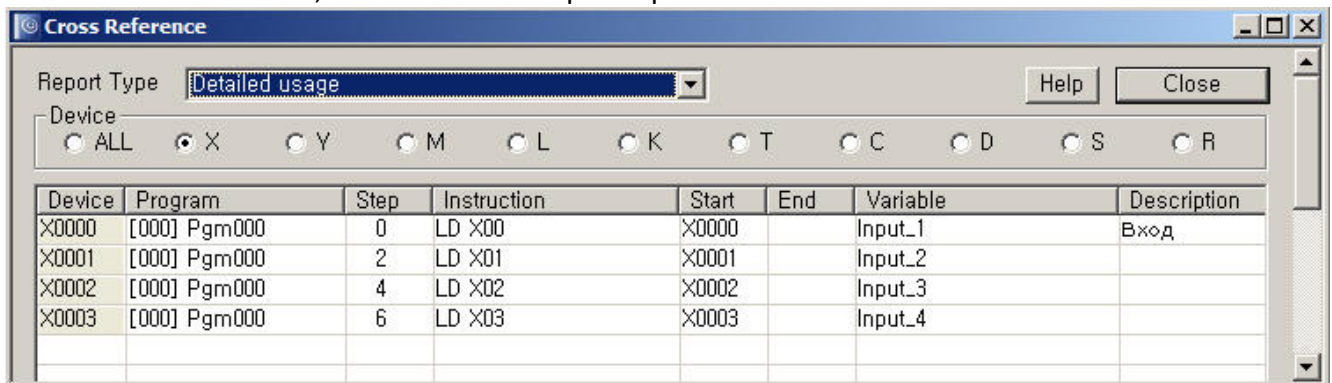 Cross Reference
Report Type Detailed usage Help Close
Device
ALL X Y M L K T C D S R
Device Program Step Instruction Start End Variable Description
X0000 [000] Pgm000 0 LD X00 X0000 Input_1 Вход
X0001 [000] Pgm000 2 LD X01 X0001 Input_2
X0002 [000] Pgm000 4 LD X02 X0002 Input_3
X0003 [000] Pgm000 6 LD X03 X0003 Input_4